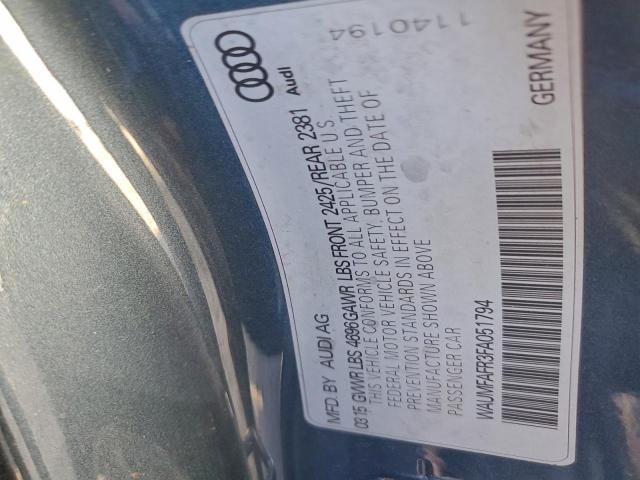 1140194
Audi
MFD. BY AUDI AG
0315 GVWR LBS 4696 GAWR LBS FRONT 2425/REAR 2381
THIS VEHICLE CONFORMS TO ALL APPLICABLE U.S.
FEDERAL MOTOR VEHICLE SAFETY, BUMPER AND THEFT
PREVENTION STANDARDS IN EFFECT ON THE DATE OF
MANUFACTURE SHOWN ABOVE
PASSENGER CAR
WAUMFAFR3FA051794
GERMANY